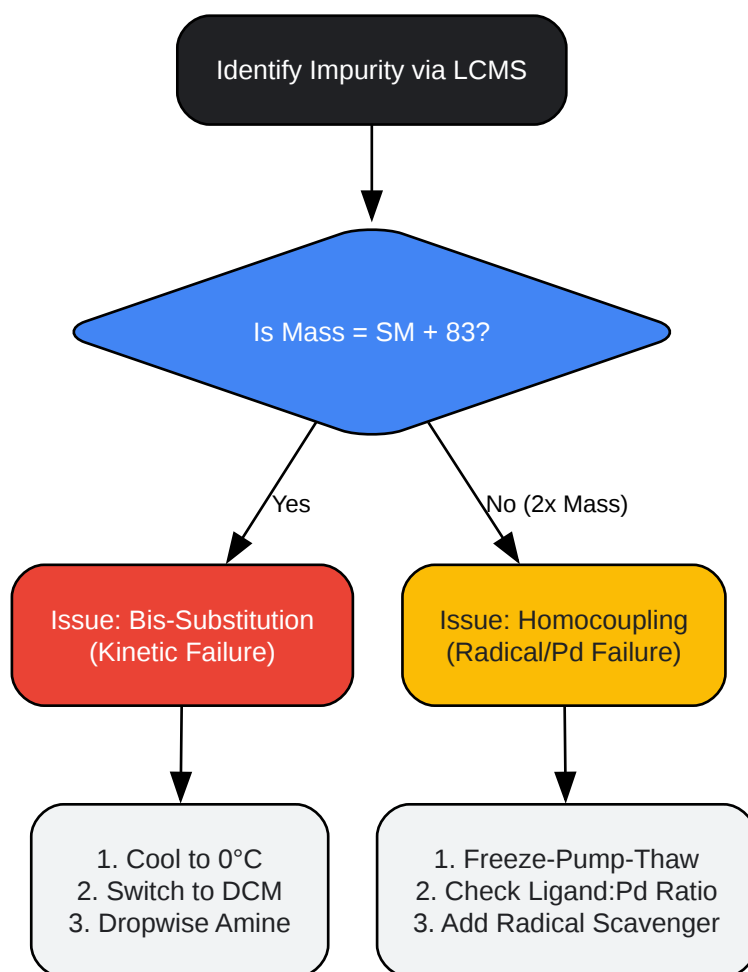 Identify Impurity via LCMS
Is Mass = SM + 83?
Yes
No (2x Mass)
Issue: Bis-Substitution
(Kinetic Failure)
Issue: Homocoupling
(Radical/Pd Failure)
1. Cool to 0°C
2. Switch to DCM
3. Dropwise Amine
1. Freeze-Pump-Thaw
2. Check Ligand:Pd Ratio
3. Add Radical Scavenger